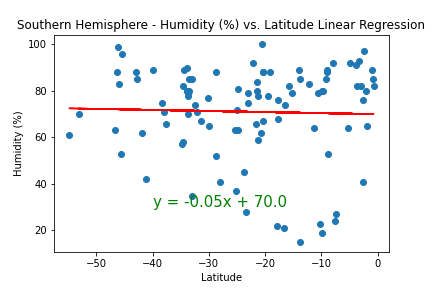 Southern Hemisphere - Humidity (%) vs. Latitude Linear Regression
100
80
60
40
20
Humidity (%)
y = -0.05x + 70.0
−50
−40
−30
−20
−10
0
Latitude